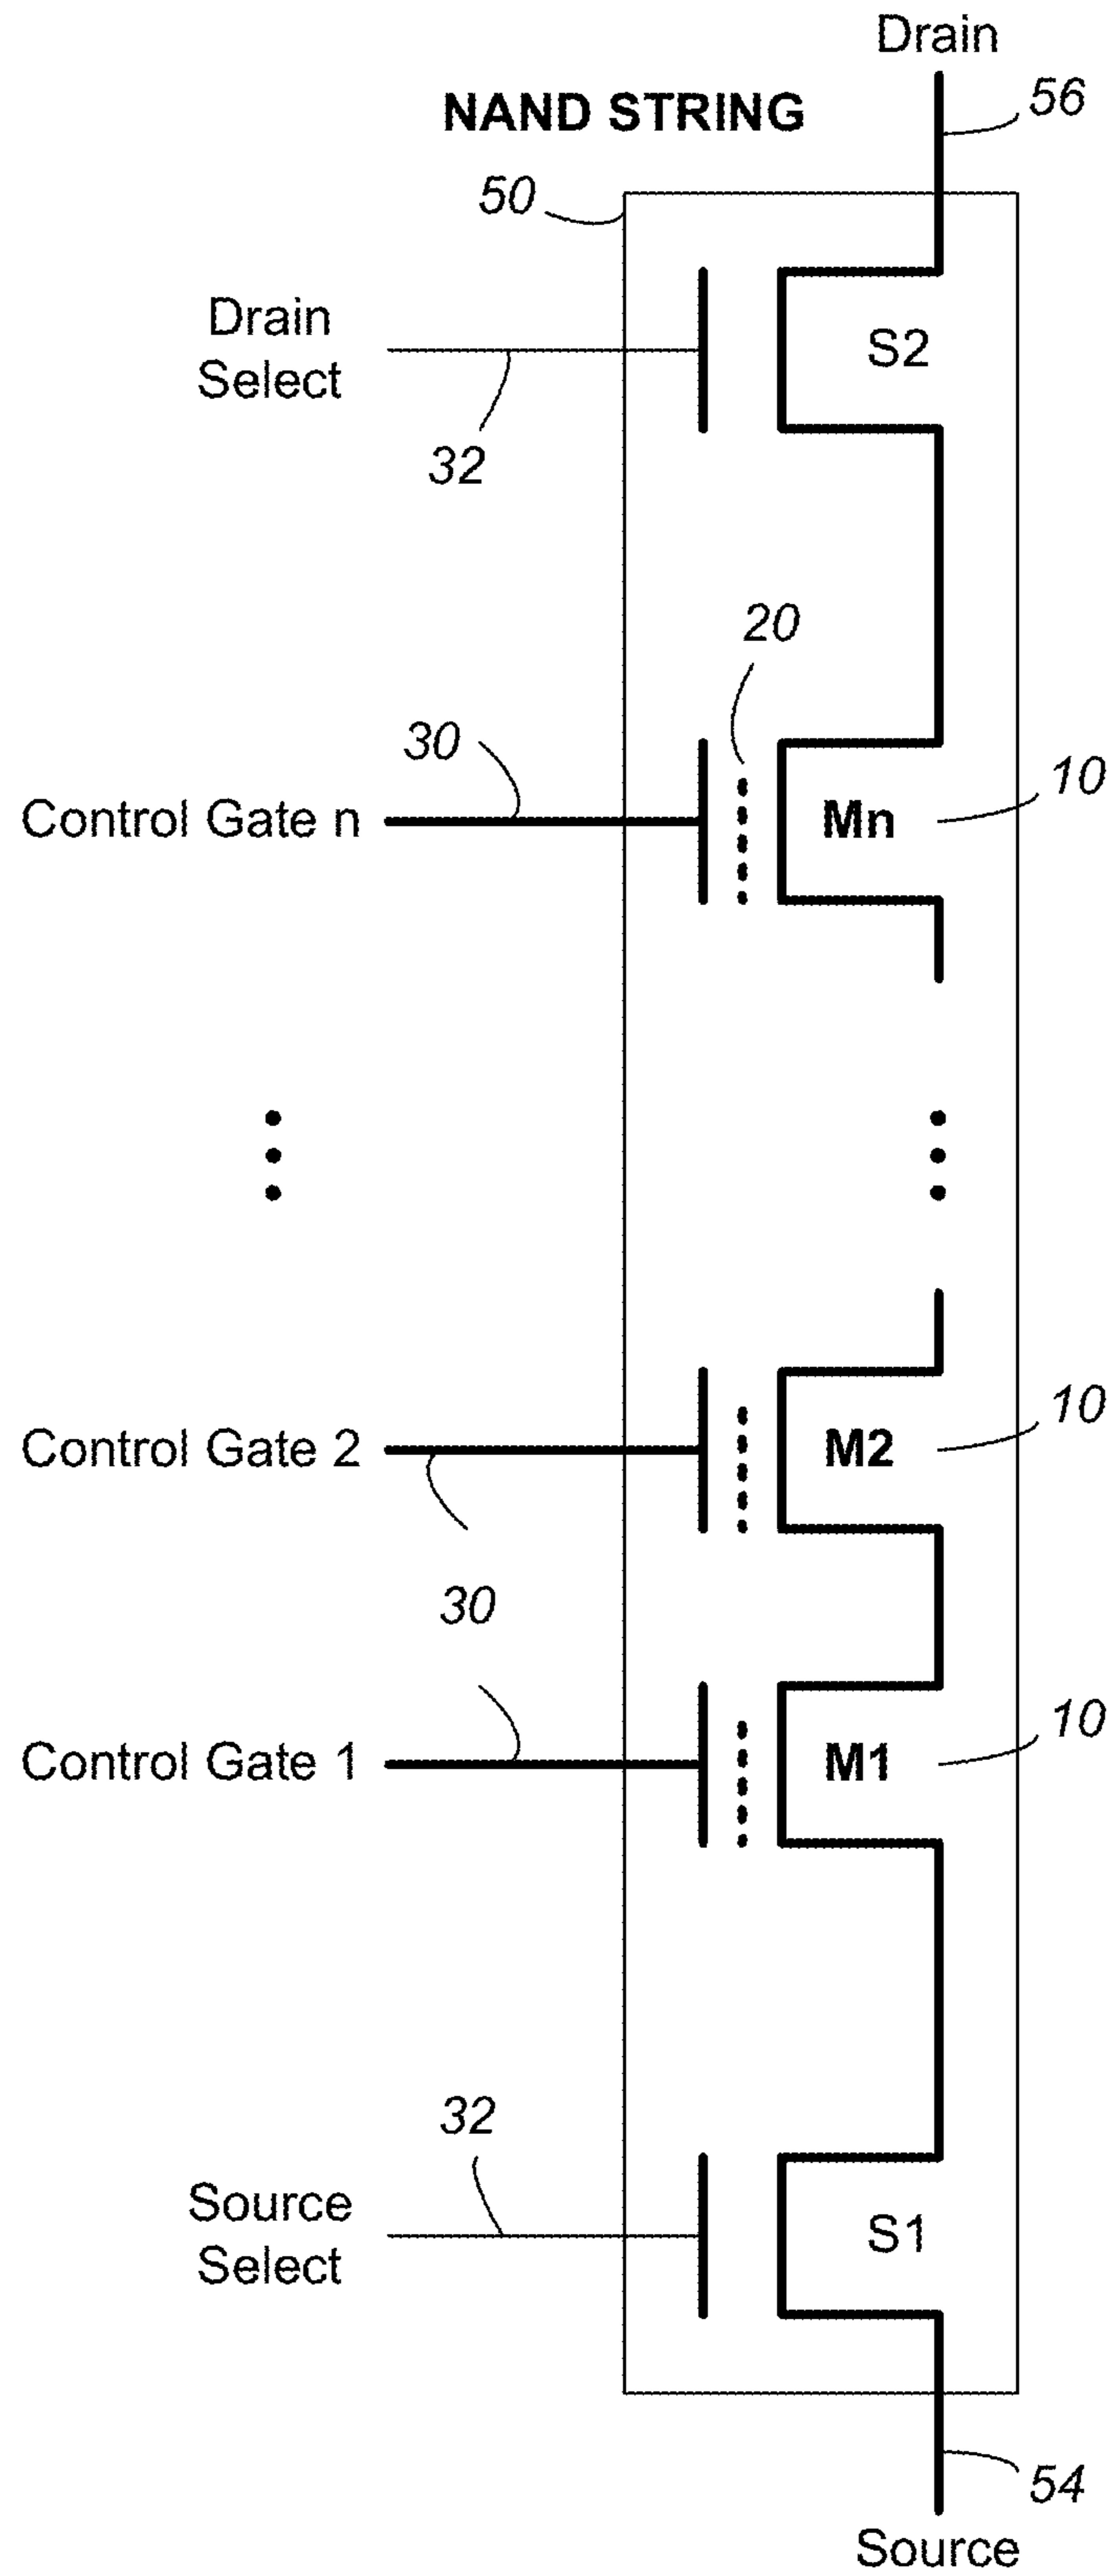 Drain
56
NAND STRING
50
Drain
Select
S2
32
20
30
10
Control Gate n
Mn
10
Control Gate 2
M2
30
10
Control Gate 1
M1
32
Source
Select
S1
54
Source